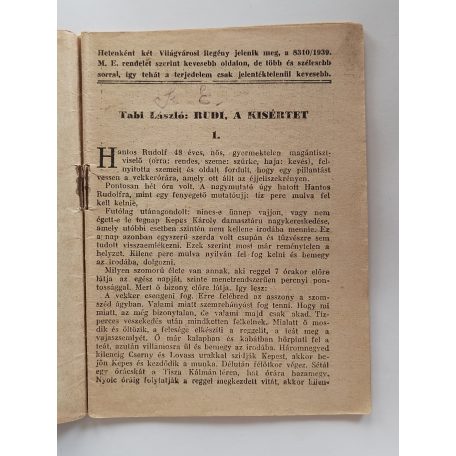 Hetenként két Világvárosi Regény jelenik meg, a 8310/1939.
M. E. rendelet szerint kevesebb oldalon, de több és szélesebb
sorral, így tehát a terjedelem csak jelentéktelenül kevesebb.
Tabi László: RUDI, A KISÉRTET
1.
Hantos Rudolf 48 éves, nős, gyermektelen magántiszt-
viselő (orra: rendes, szeme: szürke, haja: kevés), fel-
nyitotta szemeit és oldalt fordult, hogy egy pillantást
vessen a vekkerórára, amely ott állt az éjjeliszekrényen.
Pontosan hét óra volt. A nagymutató úgy hatott Hantos
Rudolfra, mint egy fenyegető mutatóujj: tíz perc mulva fel
kell kelnie.
Futólag utánagondolt: nincs-e ünnep vajjon, vagy nem
égett-e le tegnap Kepes Károly damasztáru nagykereskedése,
amely utóbbi esetben szintén nem kellene irodába mennie. Ez
a nap azonban egyszerű szerda volt csupán és tűzvészre sem
tudott visszaemlékezni. Ezek szerint most már reménytelen a
helyzet. Kilenc perc mulva nyilván fel fog kelni és bemegy
az irodába, dolgozni.
Milyen szomorú élete van annak, aki reggel 7 órakor előre
látja az egész napját, szinte menetrendszerűen percnyi pon-
tossággal. Mert ő bizony előre látja. Így lesz:
A vekker csengeni fog. Erre felébred az asszony a szom-
széd ágyban. Valami miatt szemrehányást fog tenni. Hogy mi
miatt, az még bizonytalan, de valami majd csak akad. Tíz-
perces veszekedés után mindketten felkelnek. Mialatt ő mos-
dik és öltözik, a felesége elkészíti a reggelit, a teát meg a
vajaszsemlyét. Ő már kalapban és kabátban hörpinti fel a
teát, azután villamosra ül és bemegy az irodába. Háromnegyed
kilencig Cserny és Lovass urakkal szidják Kepest, akkor be-
jön Kepes és kezdődik a munka. Délután félötkor végez. Sétál
egy órácskát a Tisza Kálmán-téren, hat órára hazamegy.
Nyolc óráig folytatják a reggel megkezdett vitát, akkor kilen-